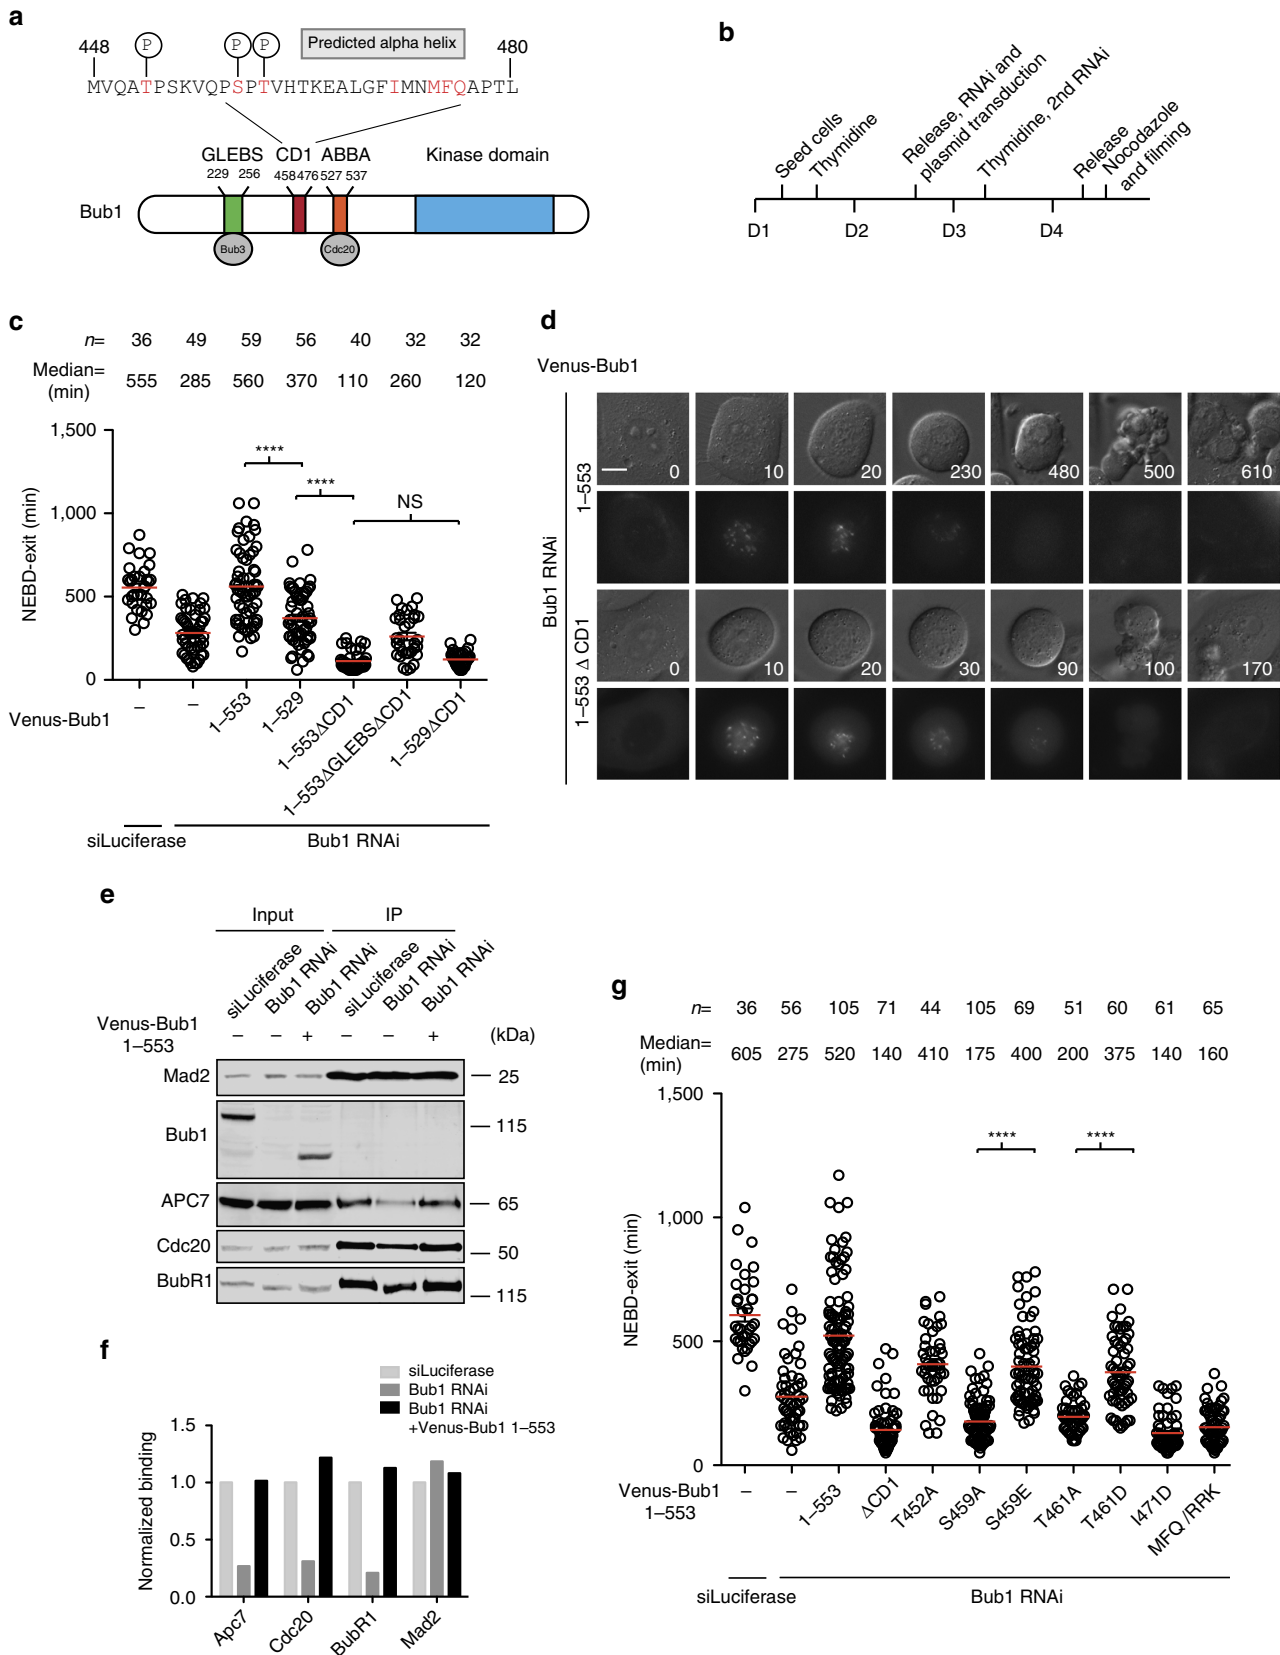 a
448
P
P
P
Predicted alpha helix
480
MVQATPSKVQPSPTVHTKEALGFIMNMFQAPTL
GLEBS
CD1
ABBA
Kinase domain
229
256
458
476
527
537
Bub1
Bub3
Cdc20
b
Seed cells
Thymidine
Release, RNAi and
plasmid transduction
Thymidine, 2nd RNAi
Release
Nocodazole
and filming
D1
D2
D3
D4
c
n= 36 49 59 56 40 32 32
Median= 555 285 560 370 110 260 120
(min)
1,500
1,000
500
0
NEBD-exit (min)
****
****
NS
Venus-Bub1
–
–
1–553
1–529
1–553ΔCD1
1–553ΔGLEBSΔCD1
1–529ΔCD1
siLuciferase
Bub1 RNAi
d
Venus-Bub1
Bub1 RNAi
1–553
0 10 20 230 480 500 610
1–553 Δ CD1
0 10 20 30 90 100 170
e
Input
IP
siLuciferase
Bub1 RNAi
Bub1 RNAi
siLuciferase
Bub1 RNAi
Bub1 RNAi
Venus-Bub1
1–553
– – + – – +
(kDa)
Mad2
25
Bub1
115
APC7
65
Cdc20
50
BubR1
115
f
siLuciferase
Bub1 RNAi
Bub1 RNAi
+Venus-Bub1 1–553
1.5
1.0
0.5
0.0
Normalized binding
Apc7
Cdc20
BubR1
Mad2
g
n= 36 56 105 71 44 105 69 51 60 61 65
Median= 605 275 520 140 410 175 400 200 375 140 160
(min)
1,500
1,000
500
0
NEBD-exit (min)
****
****
Venus-Bub1
1–553
–
–
1–553
ΔCD1
T452A
S459A
S459E
T461A
T461D
I471D
MFQ /RRK
siLuciferase
Bub1 RNAi